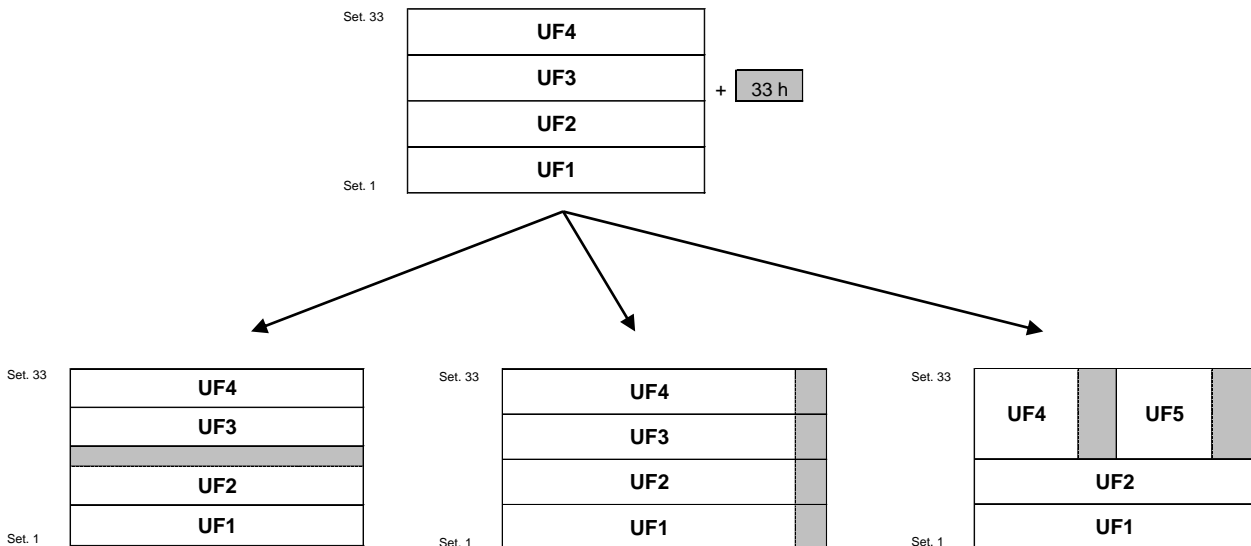 Set. 33
UF4
UF3
+ 33 h
UF2
UF1
Set. 1
Set. 33
UF4
UF3
UF2
UF1
Set. 1
Set. 33
UF4
UF3
UF2
UF1
Set. 1
Set. 33
UF4 UF5
UF2
UF1
Set. 1